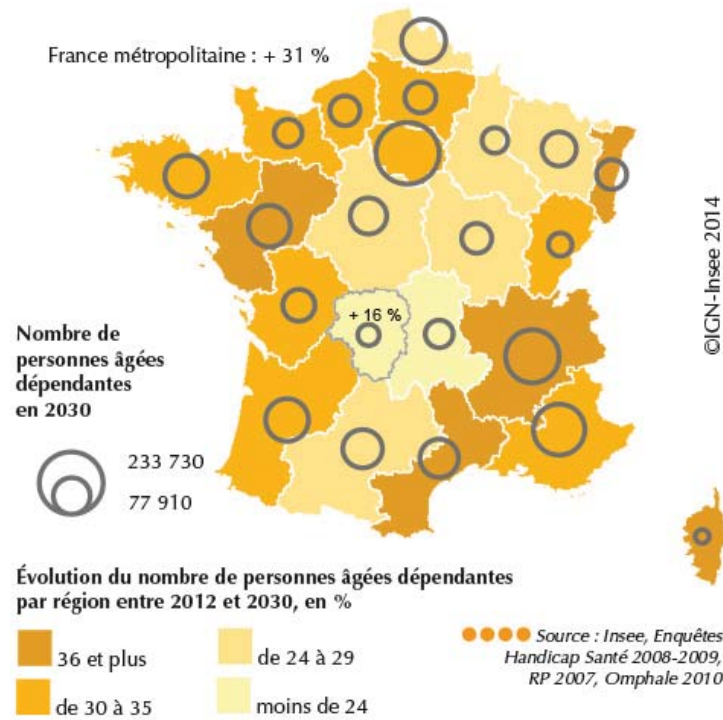 France métropolitaine : + 31 %
+ 16 %
©IGN-Insee 2014
Nombre de
personnes âgées
dépendantes
en 2030
233 730
77 910
Évolution du nombre de personnes âgées dépendantes
par région entre 2012 et 2030, en %
36 et plus
de 24 à 29
de 30 à 35
moins de 24
Source : Insee, Enquêtes
Handicap Santé 2008-2009,
RP 2007, Omphale 2010